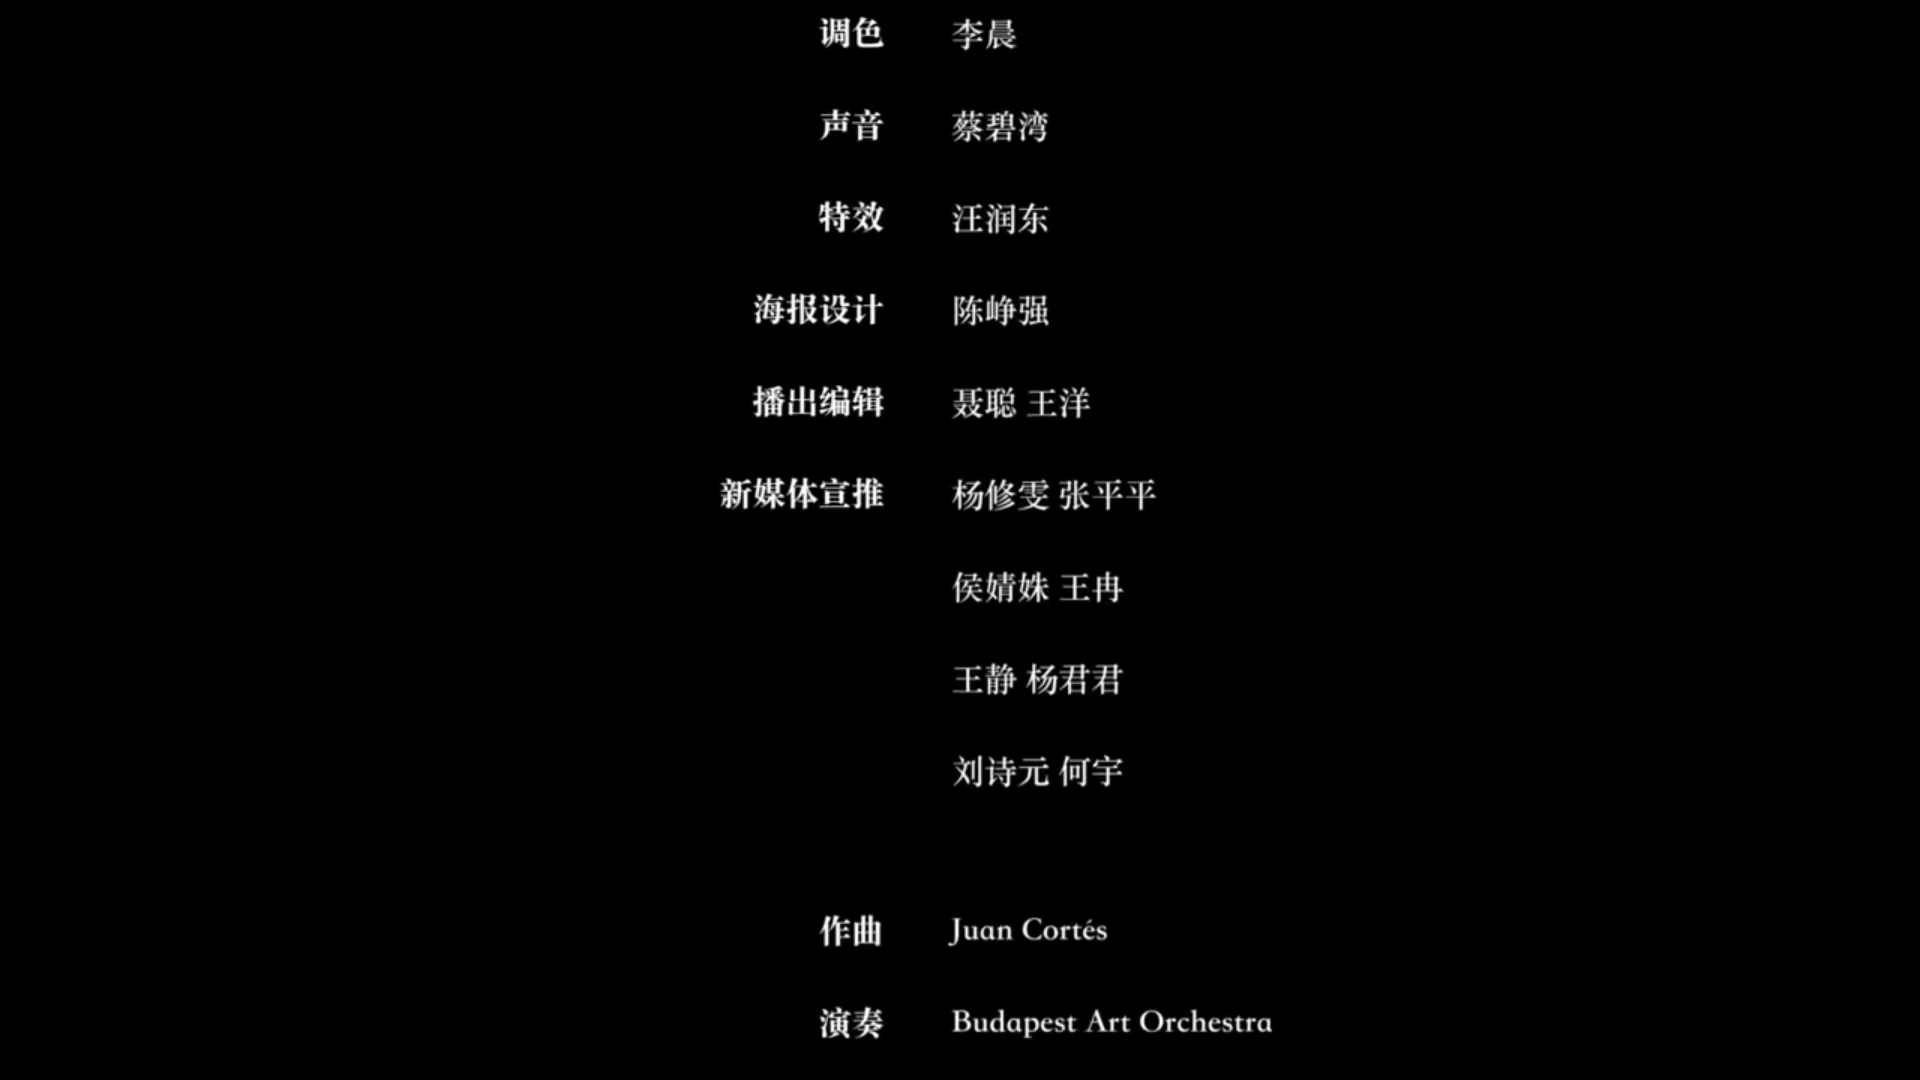 调色 李晨
声音 蔡碧湾
特效 汪润东
海报设计 陈峥强
播出编辑 聂聪 王洋
新媒体宣推 杨修雯 张平平
侯婧姝 王冉
王静 杨君君
刘诗元 何宇
作曲 Juan Cortés
演奏 Budapest Art Orchestra